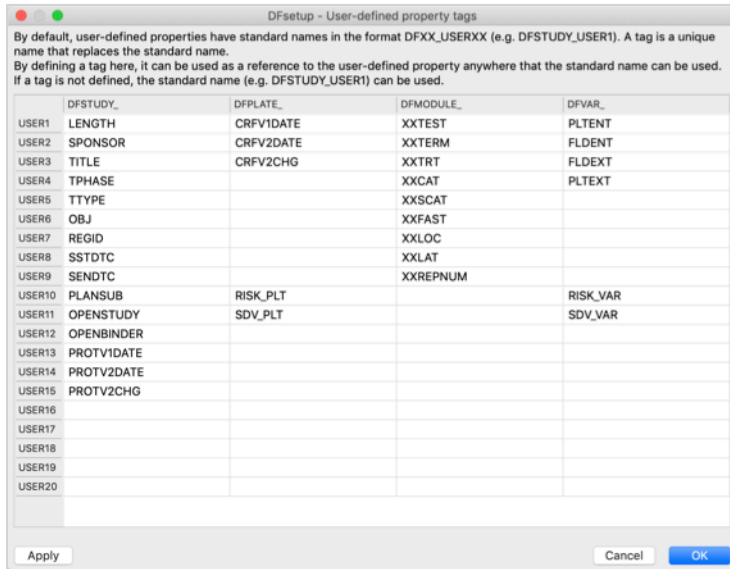 DFsetup - User-defined property tags
By default, user-defined properties have standard names in the format DFXX_USERXX (e.g. DFSTUDY_USER1). A tag is a unique
name that replaces the standard name.
By defining a tag here, it can be used as a reference to the user-defined property anywhere that the standard name can be used.
If a tag is not defined, the standard name (e.g. DFSTUDY_USER1) can be used.
DFSTUDY_ DFPLATE_ DFMODULE_ DFVAR_
USER1 LENGTH CRFV1DATE XXTEST PLTENT
USER2 SPONSOR CRFV2DATE XXTERM FLDENT
USER3 TITLE CRFV2CHG XXTRT FLDEXT
USER4 TPHASE XXCAT PLTEXT
USER5 TTYPE XXSCAT
USER6 OBJ XXFAST
USER7 REGID XXLOC
USER8 SSTDTC XXLAT
USER9 SENDTC XXREPNUM
USER10 PLANSUB RISK_PLT RISK_VAR
USER11 OPENSTUDY SDV_PLT SDV_VAR
USER12 OPENBINDER
USER13 PROTV1DATE
USER14 PROTV2DATE
USER15 PROTV2CHG
USER16
USER17
USER18
USER19
USER20
Apply Cancel OK